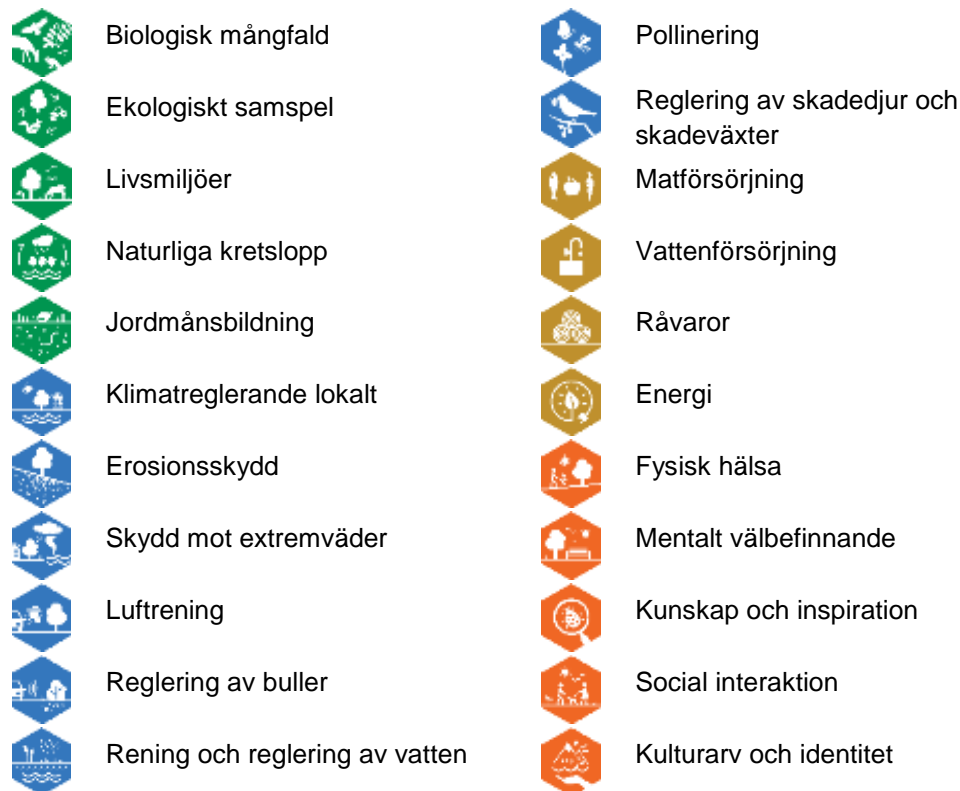 Biologisk mångfald
Ekologiskt samspel
Livsmiljöer
Naturliga kretslopp
Jordmånsbildning
Klimatreglerande lokalt
Erosionsskydd
Skydd mot extremväder
Luftrening
Reglering av buller
Rening och reglering av vatten
Pollinering
Reglering av skadedjur och
skadeväxter
Matförsörjning
Vattenförsörjning
Råvaror
Energi
Fysisk hälsa
Mentalt välbefinnande
Kunskap och inspiration
Social interaktion
Kulturarv och identitet